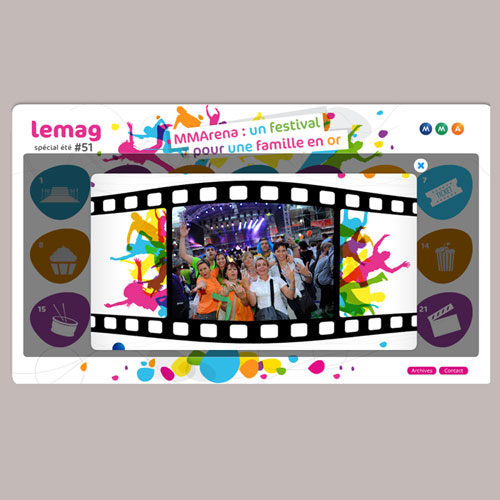 lemag
spécial été #51
MMArena : un festival
pour une famille en or
M M A
1
7
TICKET
8
14
15
21
Archives
Contact